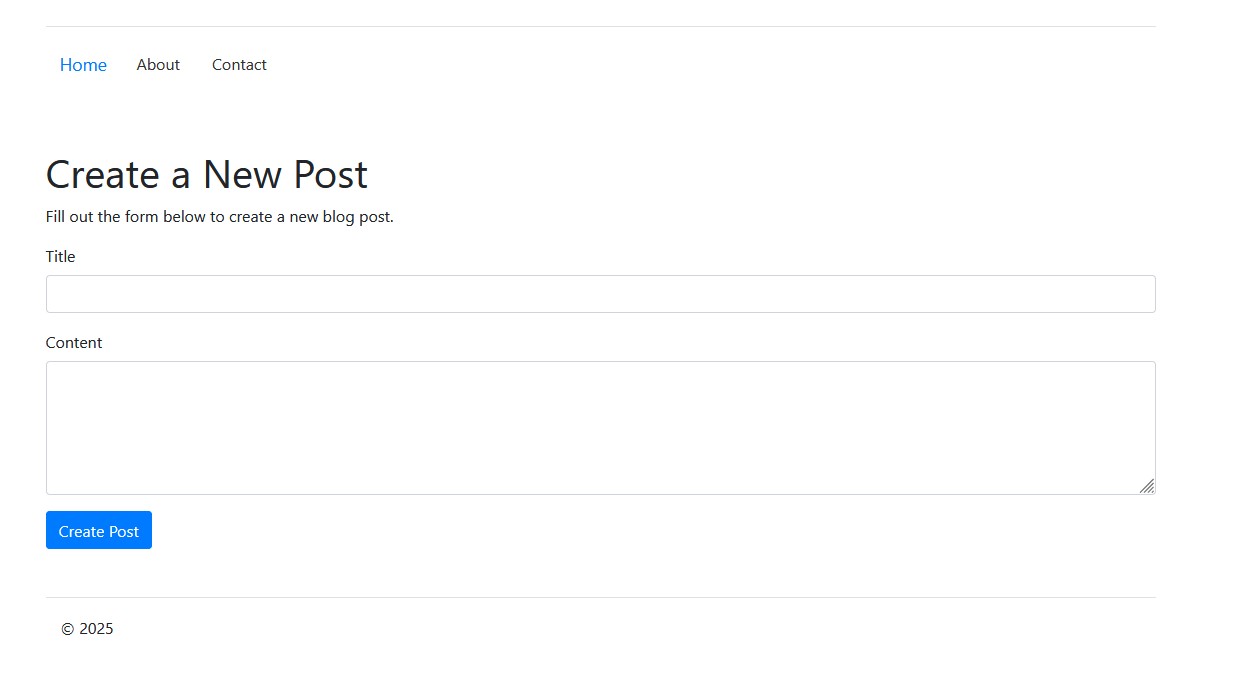 Home About Contact
Create a New Post
Fill out the form below to create a new blog post.
Title
Content
Create Post
© 2025